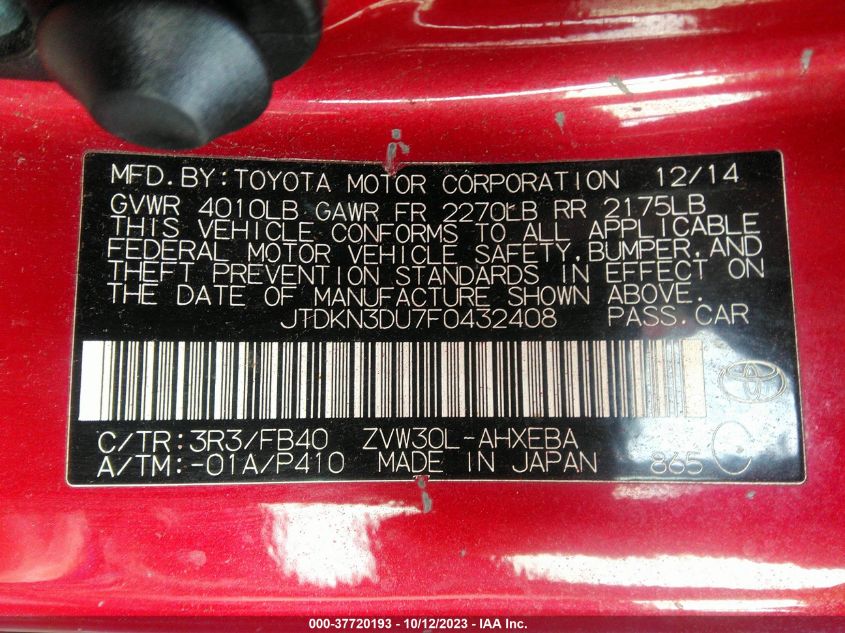 MFD.BY:TOYOTA MOTOR CORPORATION 12/14
GVWR 4010LB GAWR FR 2270LB RR 2175LB
THIS VEHICLE CONFORMS TO ALL APPLICABLE
FEDERAL MOTOR VEHICLE SAFETY, BUMPER, AND
THEFT PREVENTION STANDARDS IN EFFECT ON
THE DATE OF MANUFACTURE SHOWN ABOVE.
JTDKN3DU7F0432408 PASS.CAR
C/TR:3R3/FB40 ZVW30L-AHXEBA
A/TM:-01A/P410 MADE IN JAPAN 865 C
000-37720193 - 10/12/2023 - IAA Inc.